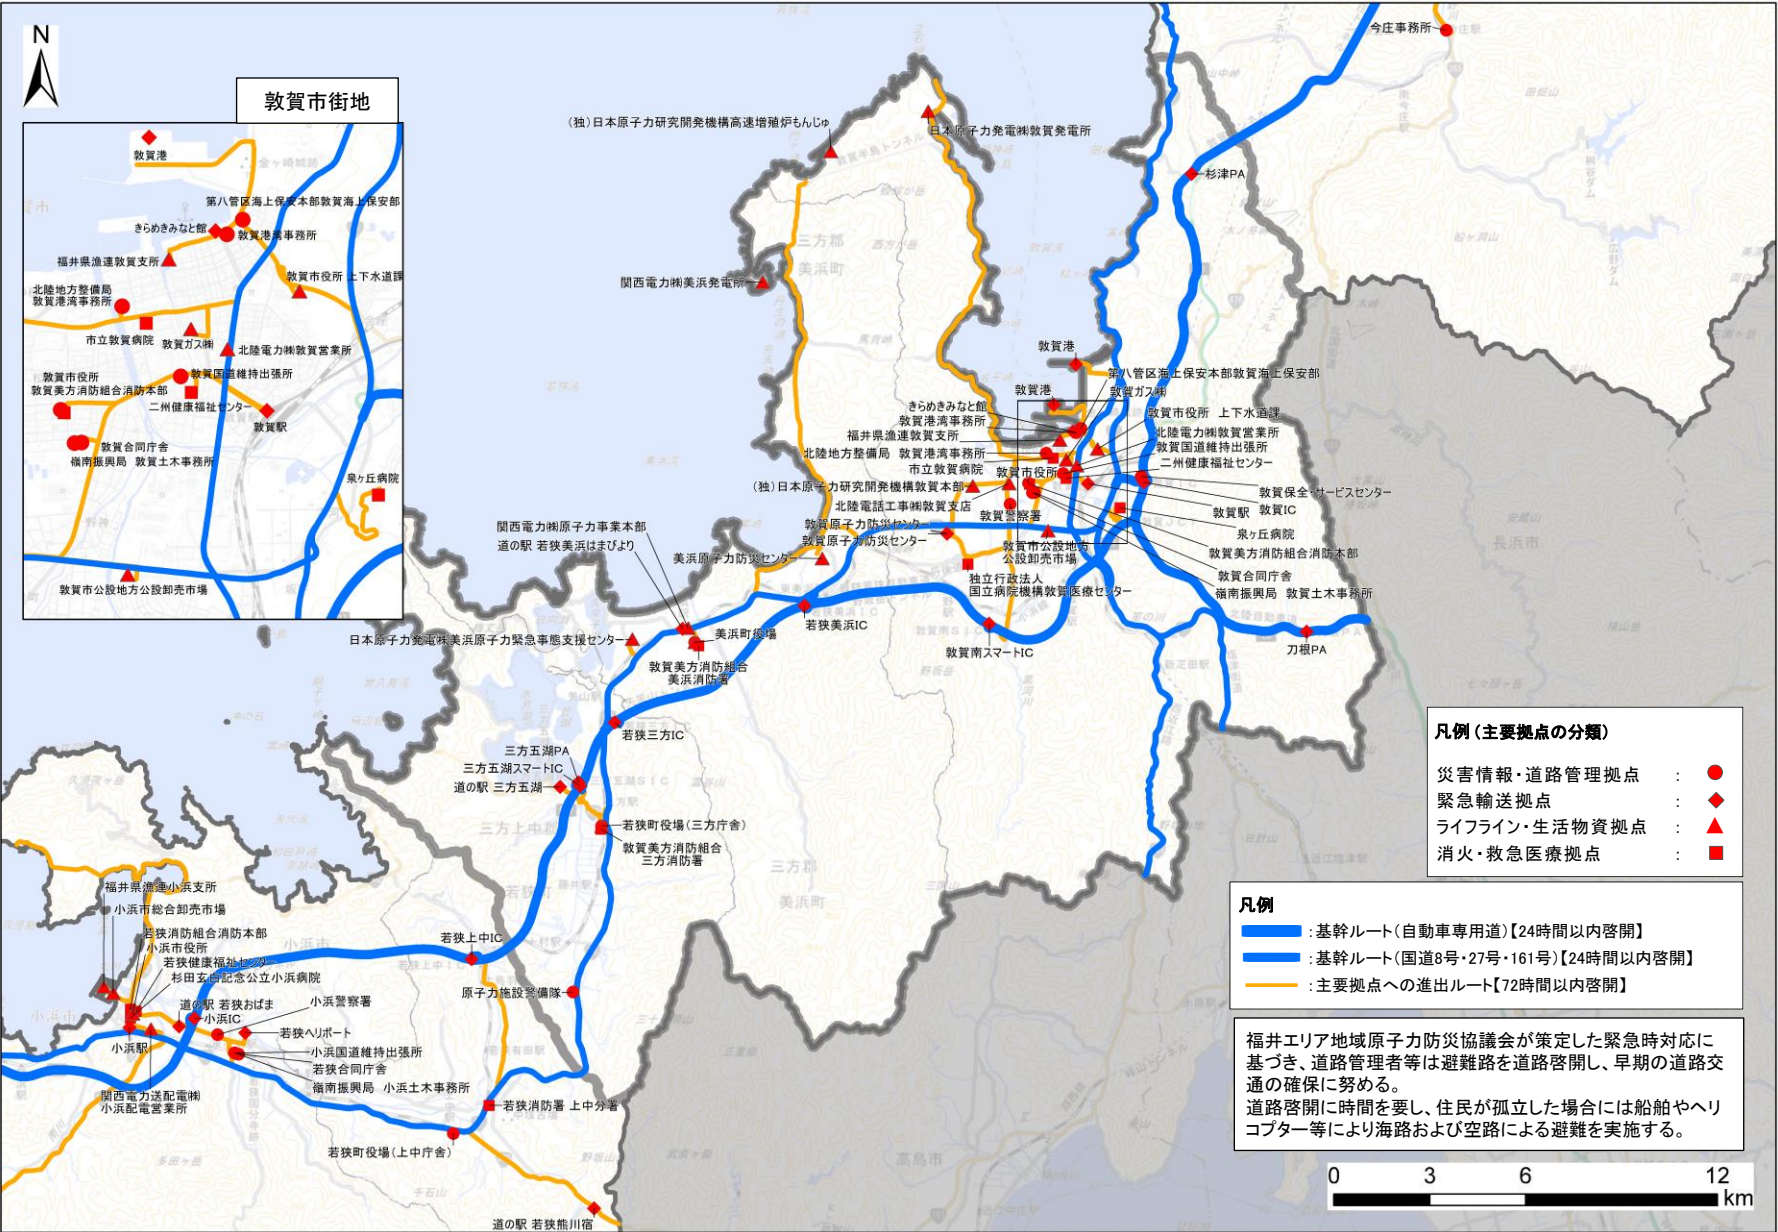 N
敦賀市街地
敦賀港
金ヶ崎城跡
第八管区海上保安本部敦賀海上保安部
きらめきみなと館
敦賀港湾事務所
福井県漁連敦賀支所
敦賀市役所 上下水道課
北陸地方整備局
敦賀港湾事務所
市立敦賀病院
敦賀ガス㈱
北陸電力㈱敦賀営業所
敦賀市役所
敦賀国道維持出張所
敦賀美方消防組合消防本部
二州健康福祉センター
敦賀駅
敦賀合同庁舎
嶺南振興局 敦賀土木事務所
泉ヶ丘病院
敦賀市公設地方公設卸売市場
今庄事務所
(独)日本原子力研究開発機構高速増殖炉もんじゅ
日本原子力発電㈱敦賀発電所
杉津PA
関西電力㈱美浜発電所
三方郡
美浜町
敦賀港
敦賀港
第八管区海上保安本部敦賀海上保安部
敦賀ガス㈱
きらめきみなと館
敦賀港湾事務所
敦賀市役所 上下水道課
福井県漁連敦賀支所
北陸電力㈱敦賀営業所
北陸地方整備局 敦賀港湾事務所
敦賀国道維持出張所
市立敦賀病院
敦賀市役所
二州健康福祉センター
(独)日本原子力研究開発機構敦賀本部
敦賀保全・サービスセンター
北陸電話工事㈱敦賀支店
敦賀警察署
敦賀駅
敦賀IC
敦賀原子力防災センター
敦賀原子力防災センター
泉ヶ丘病院
関西電力㈱原子力事業本部
道の駅 若狭美浜はまびより
美浜原子力防災センター
敦賀市公設地方
公設卸売市場
敦賀美方消防組合消防本部
独立行政法人
国立病院機構敦賀医療センター
敦賀合同庁舎
嶺南振興局 敦賀土木事務所
若狭美浜IC
日本原子力発電㈱美浜原子力緊急事態支援センター
美浜町役場
敦賀美方消防組合
美浜消防署
敦賀南スマートIC
刀根PA
若狭三方IC
三方五湖PA
三方五湖スマートIC
道の駅 三方五湖
若狭町役場(三方庁舎)
敦賀美方消防組合
三方消防署
三方上中郡
若狭町
三方郡
美浜町
長浜市
高島市
小浜市
福井県漁連小浜支所
小浜市総合卸売市場
若狭消防組合消防本部
小浜市役所
若狭健康福祉センター
杉田玄白記念公立小浜病院
若狭上中IC
道の駅 若狭おばま
小浜警察署
小浜IC
若狭ヘリポート
原子力施設警備隊
小浜駅
小浜国道維持出張所
若狭合同庁舎
嶺南振興局 小浜土木事務所
関西電力送配電㈱
小浜配電営業所
若狭消防署 上中分署
若狭町役場(上中庁舎)
道の駅 若狭熊川宿
凡例(主要拠点の分類)
災害情報・道路管理拠点 :
緊急輸送拠点 :
ライフライン・生活物資拠点 :
消火・救急医療拠点 :
凡例
:基幹ルート(自動車専用道)【24時間以内啓開】
:基幹ルート(国道8号・27号・161号)【24時間以内啓開】
:主要拠点への進出ルート【72時間以内啓開】
福井エリア地域原子力防災協議会が策定した緊急時対応に
基づき、道路管理者等は避難路を道路啓開し、早期の道路交
通の確保に努める。
道路啓開に時間を要し、住民が孤立した場合には船舶やヘリ
コプター等により海路および空路による避難を実施する。
0 3 6 12
km